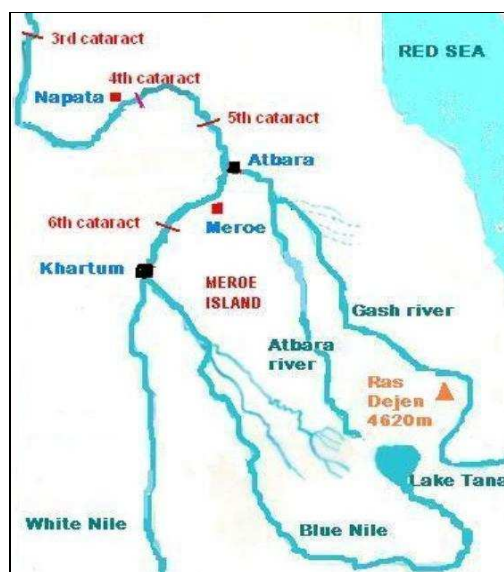 3rd cataract
RED SEA
4th cataract
Napata
5th cataract
Atbara
6th cataract
Meroe
Khartum
MEROE
ISLAND
Gash river
Atbara
river
Ras
Dejen
4620m
Lake Tana
White Nile
Blue Nile